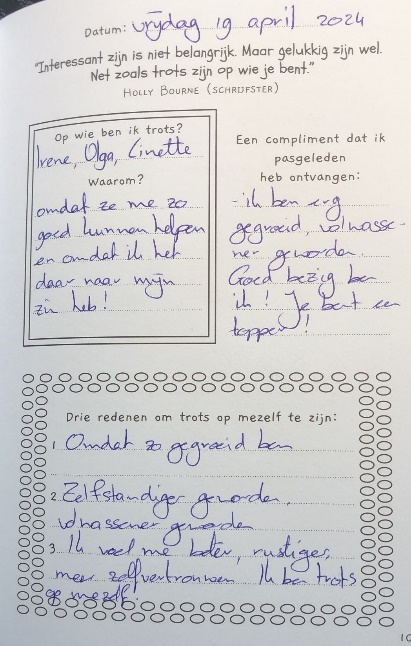 Datum: vrijdag 19 april 2024
"Interessant zijn is niet belangrijk. Maar gelukkig zijn wel.
Net zoals trots zijn op wie je bent."
HOLLY BOURNE (SCHRIJFSTER)
Op wie ben ik trots?
Irene, Olga, Linette
Waarom?
omdat ze me zo
goed kunnen helpen
en omdat ik het
daar naar mijn
zin heb!
Een compliment dat ik
pasgeleden
heb ontvangen:
- ik ben erg
gegroeid, volwasse-
ner geworden.
Goed bezig ben
ik! Je bent een
topper!
Drie redenen om trots op mezelf te zijn:
1 Omdat zo gegroeid ben
2 Zelfstandiger geworden,
volwassener geworden
3 Ik voel me beter, rustiger,
meer zelfvertrouwen Ik ben trots
op mezelf!
10